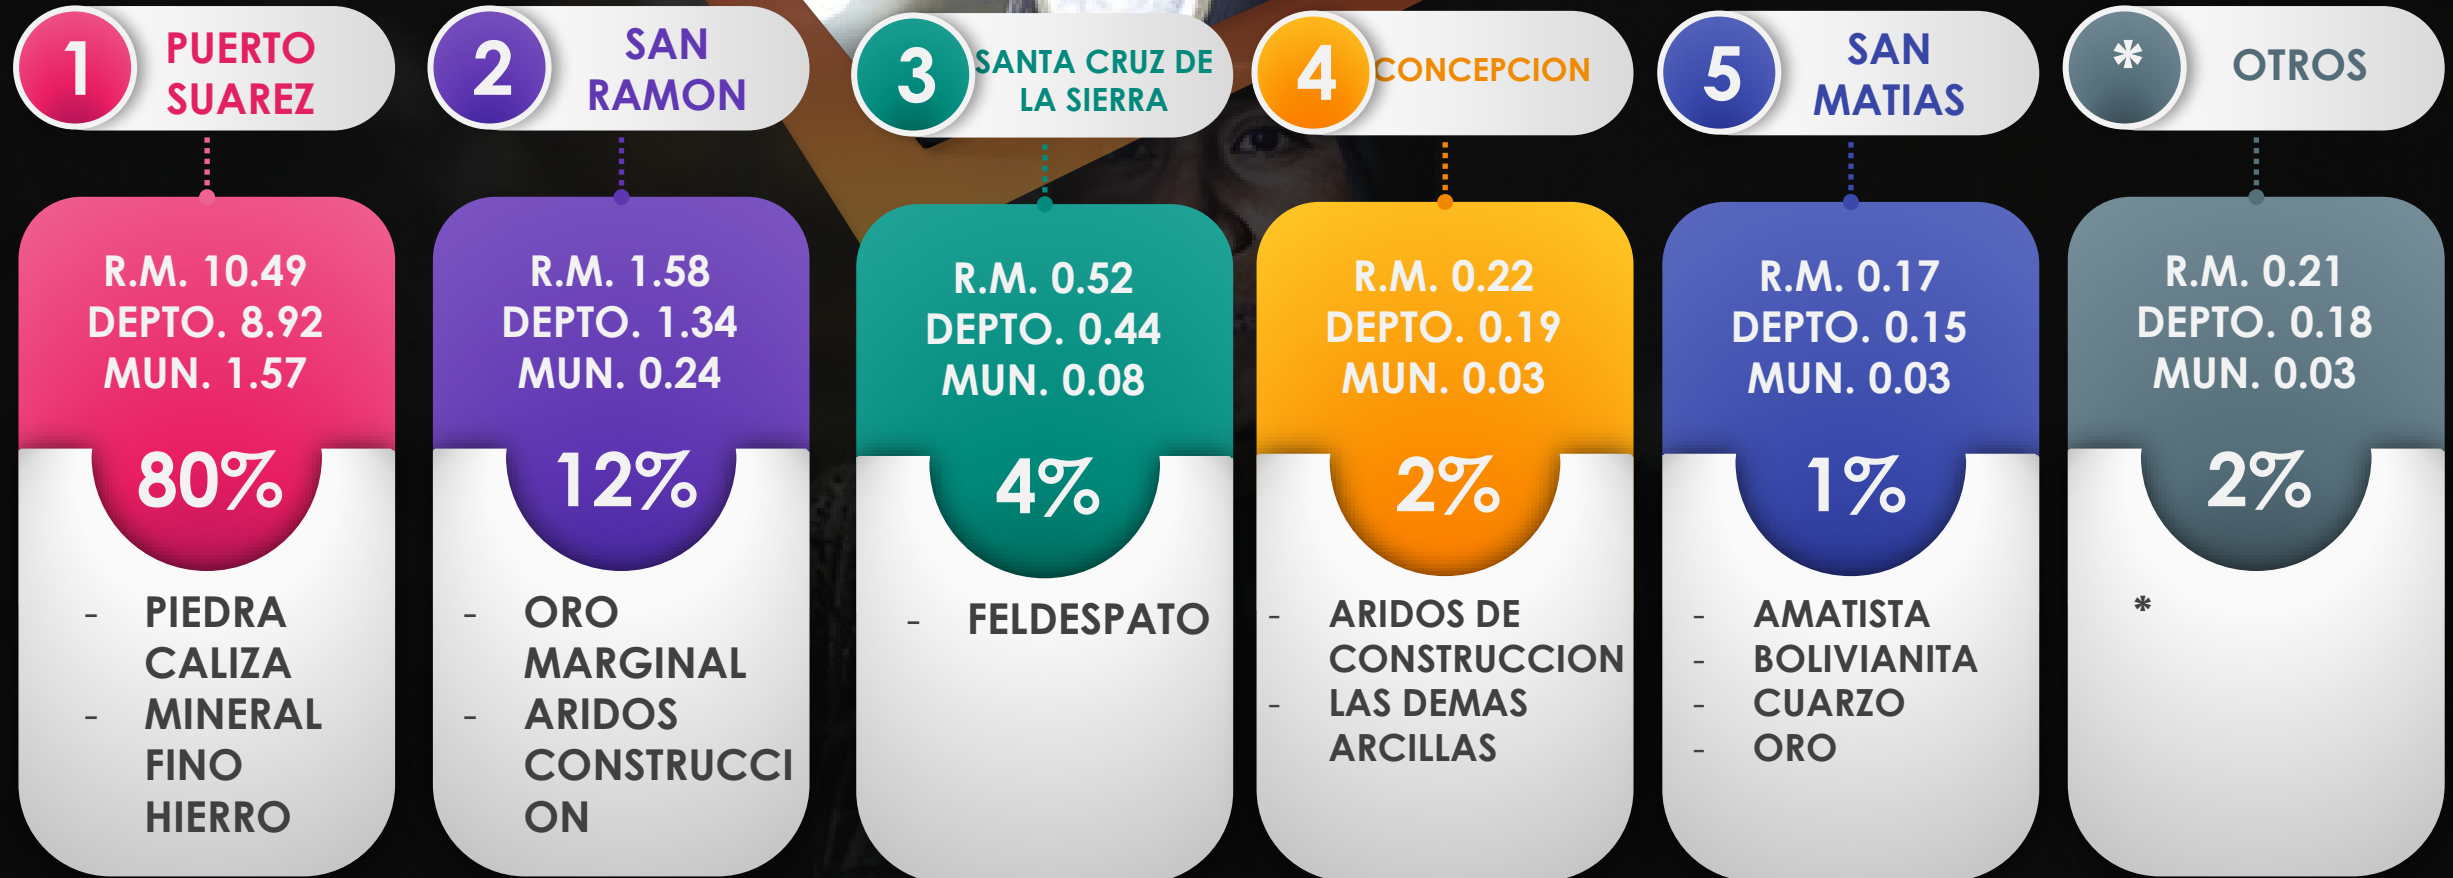 1
PUERTO
SUAREZ
R.M. 10.49
DEPTO. 8.92
MUN. 1.57
80%
- PIEDRA
CALIZA
- MINERAL
FINO
HIERRO
2
SAN
RAMON
R.M. 1.58
DEPTO. 1.34
MUN. 0.24
12%
- ORO
MARGINAL
- ARIDOS
CONSTRUCCI
ON
3
SANTA CRUZ DE
LA SIERRA
R.M. 0.52
DEPTO. 0.44
MUN. 0.08
4%
- FELDESPATO
4
CONCEPCION
R.M. 0.22
DEPTO. 0.19
MUN. 0.03
2%
- ARIDOS DE
CONSTRUCCION
- LAS DEMAS
ARCILLAS
5
SAN
MATIAS
R.M. 0.17
DEPTO. 0.15
MUN. 0.03
1%
- AMATISTA
- BOLIVIANITA
- CUARZO
- ORO
*
OTROS
R.M. 0.21
DEPTO. 0.18
MUN. 0.03
2%
*